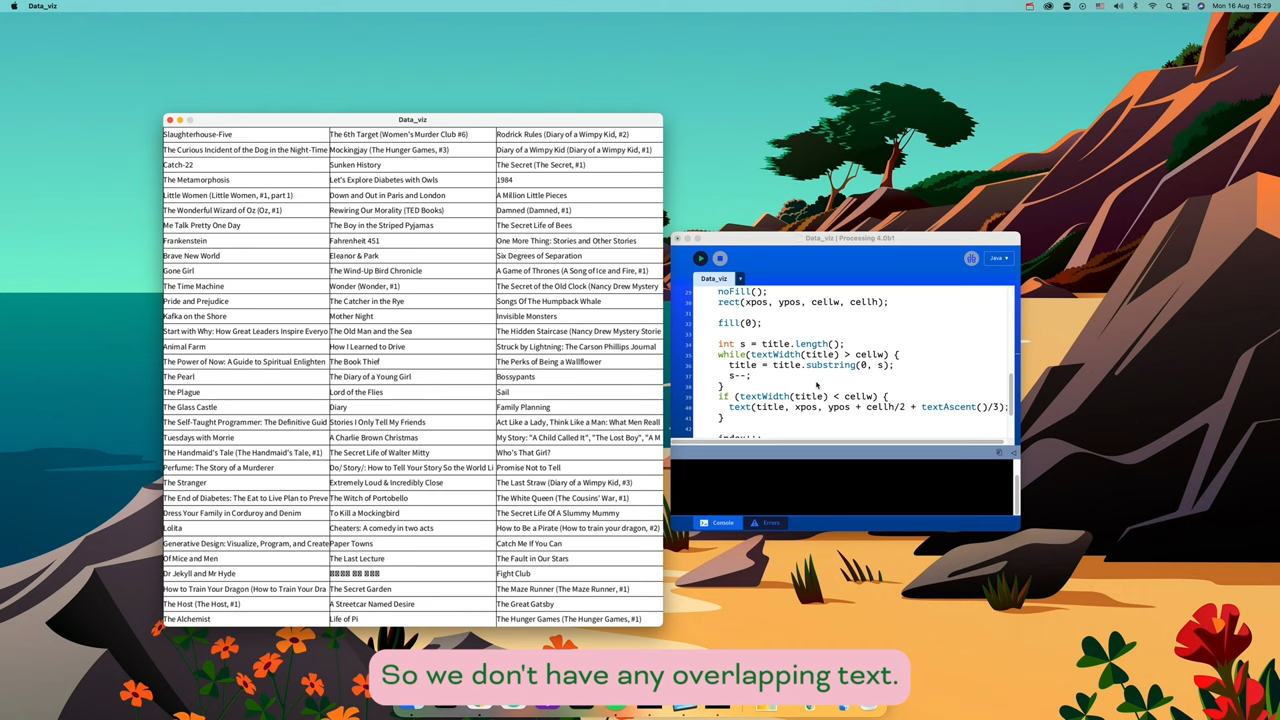 Data_viz
Mon 16 Aug 16:29
Data_viz
Slaughterhouse-Five
The 6th Target (Women's Murder Club #6)
Rodrick Rules (Diary of a Wimpy Kid, #2)
The Curious Incident of the Dog in the Night-Time
Mockingjay (The Hunger Games, #3)
Diary of a Wimpy Kid (Diary of a Wimpy Kid, #1)
Catch-22
Sunken History
The Secret (The Secret, #1)
The Metamorphosis
Let's Explore Diabetes with Owls
1984
Little Women (Little Women, #1, part 1)
Down and Out in Paris and London
A Million Little Pieces
The Wonderful Wizard of Oz (Oz, #1)
Rewiring Our Morality (TED Books)
Damned (Damned, #1)
Me Talk Pretty One Day
The Boy in the Striped Pyjamas
The Secret Life of Bees
Frankenstein
Fahrenheit 451
One More Thing: Stories and Other Stories
Brave New World
Eleanor & Park
Six Degrees of Separation
Gone Girl
The Wind-Up Bird Chronicle
A Game of Thrones (A Song of Ice and Fire, #1)
The Time Machine
Wonder (Wonder, #1)
The Secret of the Old Clock (Nancy Drew Mystery
Pride and Prejudice
The Catcher in the Rye
Songs Of The Humpback Whale
Kafka on the Shore
Mother Night
Invisible Monsters
Start with Why: How Great Leaders Inspire Everyo
The Old Man and the Sea
The Hidden Staircase (Nancy Drew Mystery Storie
Animal Farm
How I Learned to Drive
Struck by Lightning: The Carson Phillips Journal
The Power of Now: A Guide to Spiritual Enlighten
The Book Thief
The Perks of Being a Wallflower
The Pearl
The Diary of a Young Girl
Bossypants
The Plague
Lord of the Flies
Sail
The Glass Castle
Diary
Family Planning
The Self-Taught Programmer: The Definitive Guid
Stories I Only Tell My Friends
Act Like a Lady, Think Like a Man: What Men Reall
Tuesdays with Morrie
A Charlie Brown Christmas
My Story: "A Child Called It", "The Lost Boy", "A M
The Handmaid's Tale (The Handmaid's Tale, #1)
The Secret Life of Walter Mitty
Who's That Girl?
Perfume: The Story of a Murderer
Do/ Story/: How to Tell Your Story So the World Li
Promise Not to Tell
The Stranger
Extremely Loud & Incredibly Close
The Last Straw (Diary of a Wimpy Kid, #3)
The End of Diabetes: The Eat to Live Plan to Preve
The Witch of Portobello
The White Queen (The Cousins' War, #1)
Dress Your Family in Corduroy and Denim
To Kill a Mockingbird
The Secret Life Of A Slummy Mummy
Lolita
Cheaters: A comedy in two acts
How to Be a Pirate (How to train your dragon, #2)
Generative Design: Visualize, Program, and Create
Paper Towns
Catch Me If You Can
Of Mice and Men
The Last Lecture
The Fault in Our Stars
Dr Jekyll and Mr Hyde
Fight Club
How to Train Your Dragon (How to Train Your Dra
The Secret Garden
The Maze Runner (The Maze Runner, #1)
The Host (The Host, #1)
A Streetcar Named Desire
The Great Gatsby
The Alchemist
Life of Pi
The Hunger Games (The Hunger Games, #1)
Data_viz | Processing 4.0b1
Java
Data_viz
29 noFill();
30 rect(xpos, ypos, cellw, cellh);
31
32 fill(0);
33
34 int s = title.length();
35 while(textWidth(title) > cellw) {
36 title = title.substring(0, s);
37 s--;
38 }
39 if (textWidth(title) < cellw) {
40 text(title, xpos, ypos + cellh/2 + textAscent()/3);
41 }
42
index++;
Console
Errors
So we don't have any overlapping text.